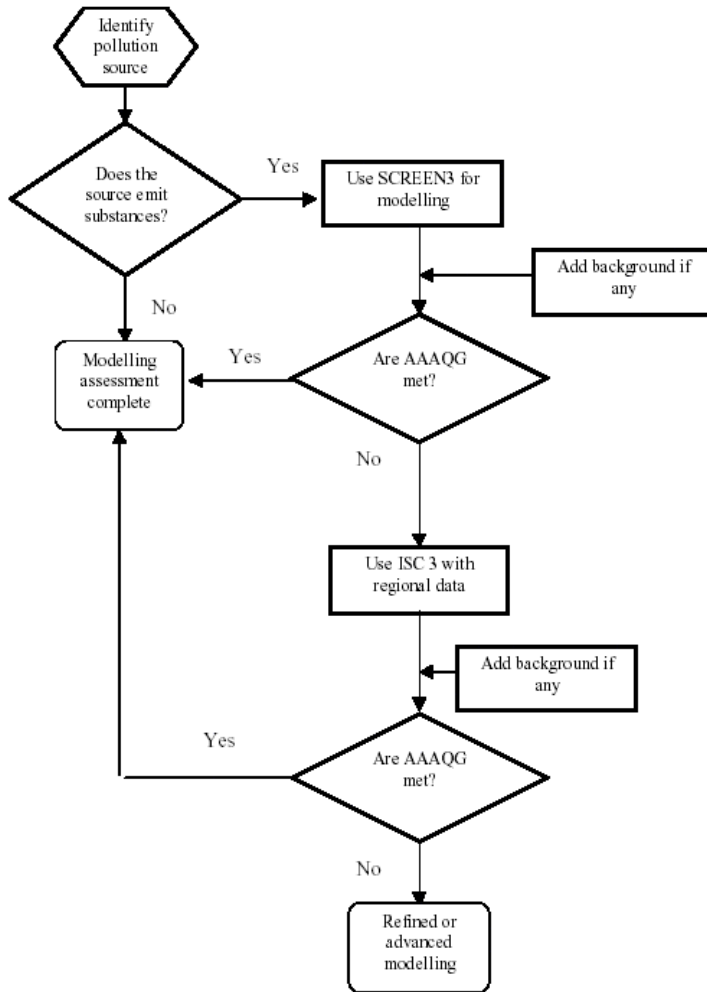 Identify
pollution
source
Does the
source emit
substances?
Yes
Use SCREEN3 for
modelling
Add background if
any
No
Modelling
assessment
complete
Yes
Are AAAQG
met?
No
Use ISC 3 with
regional data
Add background if
any
Yes
Are AAAQG
met?
No
Refined or
advanced
modelling